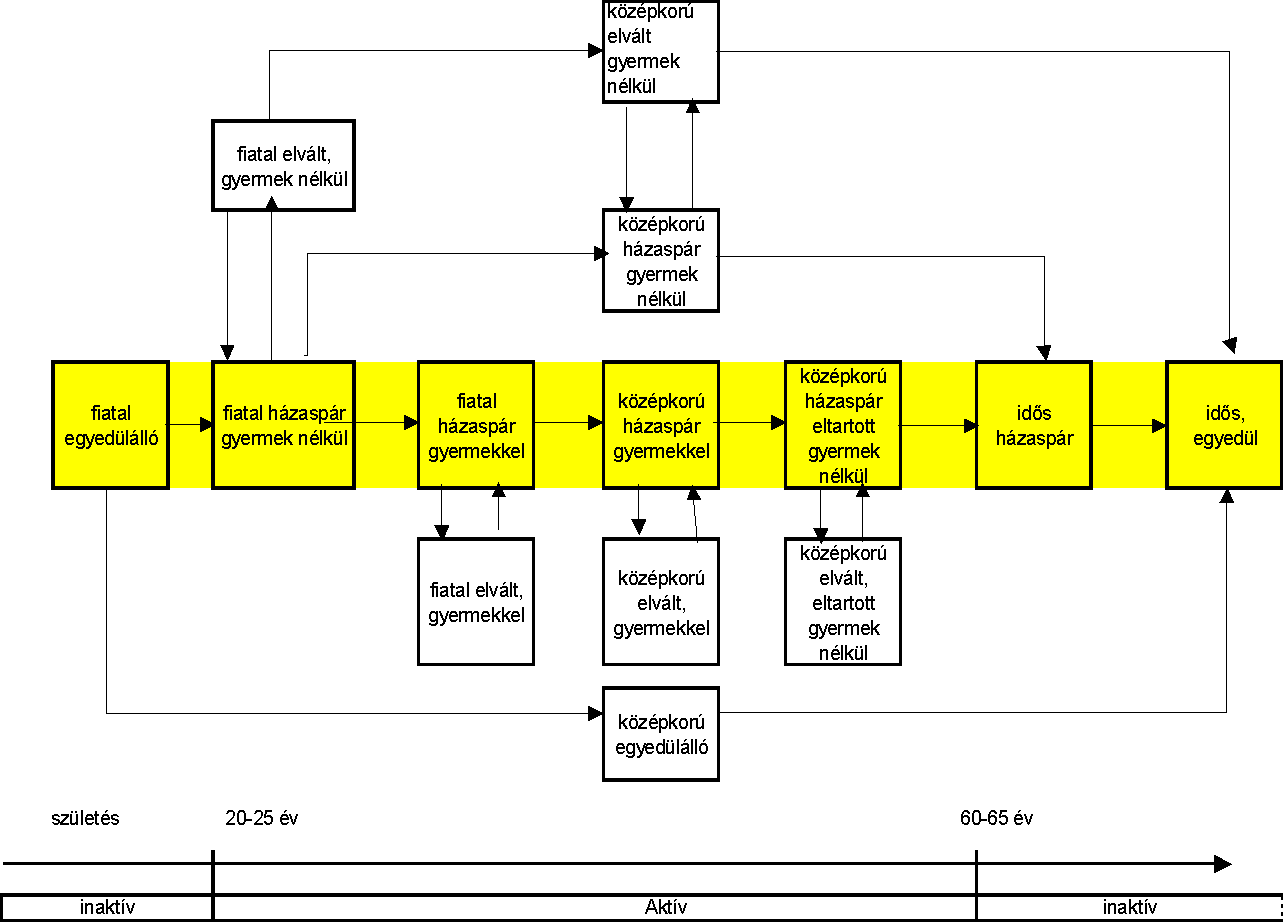 középkorú
elvált
gyermek
nélkül
fiatal elvált,
gyermek nélkül
középkorú
házaspár
gyermek
nélkül
fiatal
egyedülálló
fiatal házaspár
gyermek nélkül
fiatal
házaspár
gyermekkel
középkorú
házaspár
gyermekkel
középkorú
házaspár
eltartott
gyermek
nélkül
idős
házaspár
idős,
egyedül
fiatal elvált,
gyermekkel
középkorú
elvált,
gyermekkel
középkorú
elvált,
eltartott
gyermek
nélkül
középkorú
egyedülálló
születés
20-25 év
60-65 év
inaktív
Aktív
inaktív